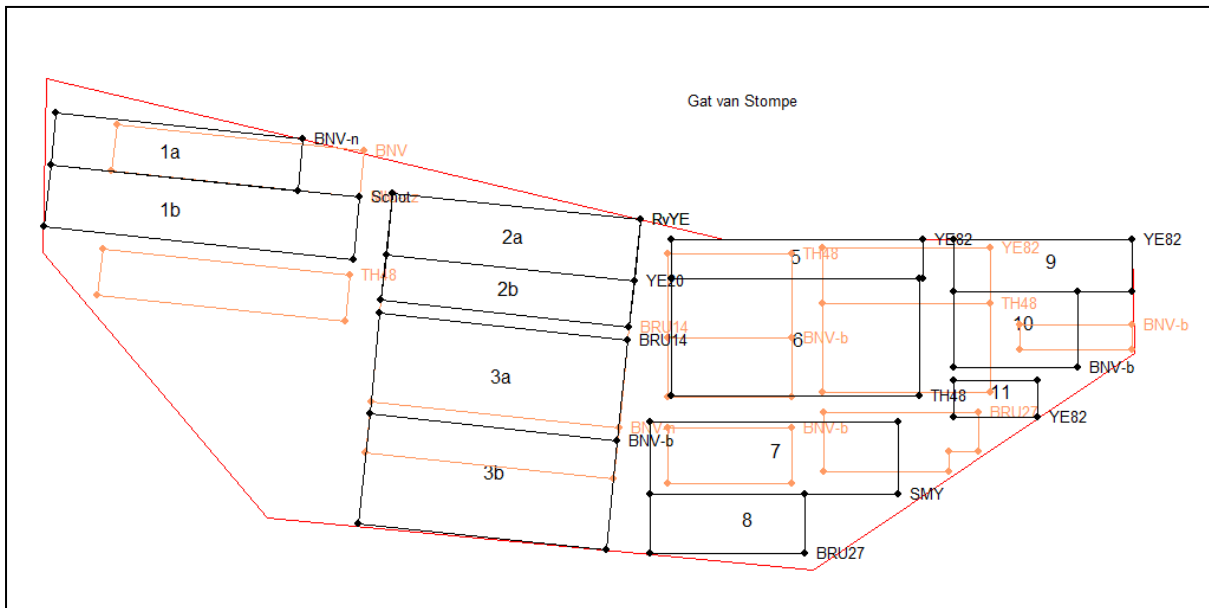 Gat van Stompe
BNV-n
BNV
1a
Schot
1b
RvYE
2a
YE82
YE82
YE82
TH48
5
9
TH48
YE20
2b
TH48
BRU14
BRU14
10
BNV-b
BNV-b
6
BNV-b
3a
11
TH48
BRU27
YE82
BNV-n
BNV-b
BNV-b
7
3b
SMY
8
BRU27